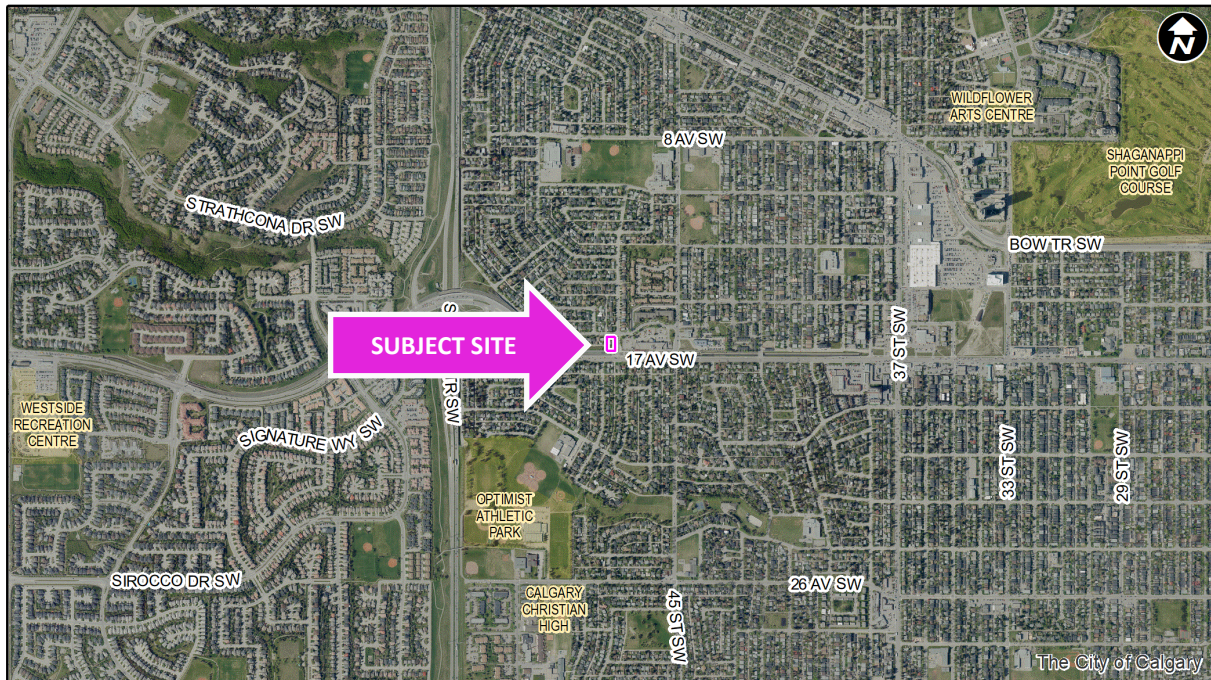 N
WILDFLOWER
ARTS CENTRE
8 AV SW
SHAGANAPPI
POINT GOLF
COURSE
STRATHCONA DR SW
BOW TR SW
S
SUBJECT SITE
17 AV SW
37 ST SW
TR SW
WESTSIDE
RECREATION
CENTRE
SIGNATURE WY SW
33 ST SW
29 ST SW
OPTIMIST
ATHLETIC
PARK
SIROCCO DR SW
26 AV SW
CALGARY
CHRISTIAN
HIGH
45 ST SW
The City of Calgary